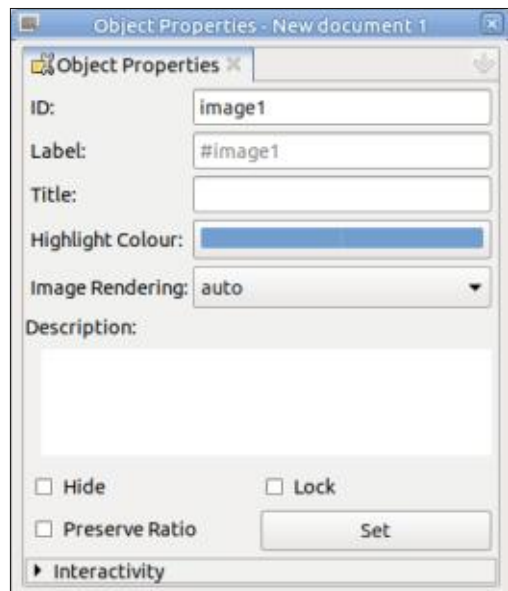 Object Properties - New document 1
Object Properties
ID: image1
Label: #image1
Title:
Highlight Colour:
Image Rendering: auto
Description:
Hide Lock
Preserve Ratio Set
Interactivity